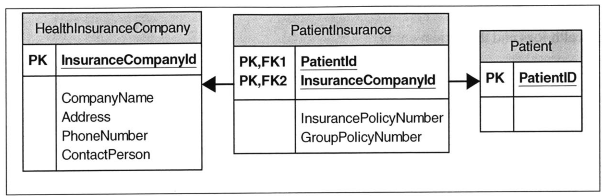 HealthInsuranceCompany
PK InsuranceCompanyId
CompanyName
Address
PhoneNumber
ContactPerson
PatientInsurance
PK,FK1 PatientId
PK,FK2 InsuranceCompanyId
InsurancePolicyNumber
GroupPolicyNumber
Patient
PK PatientID